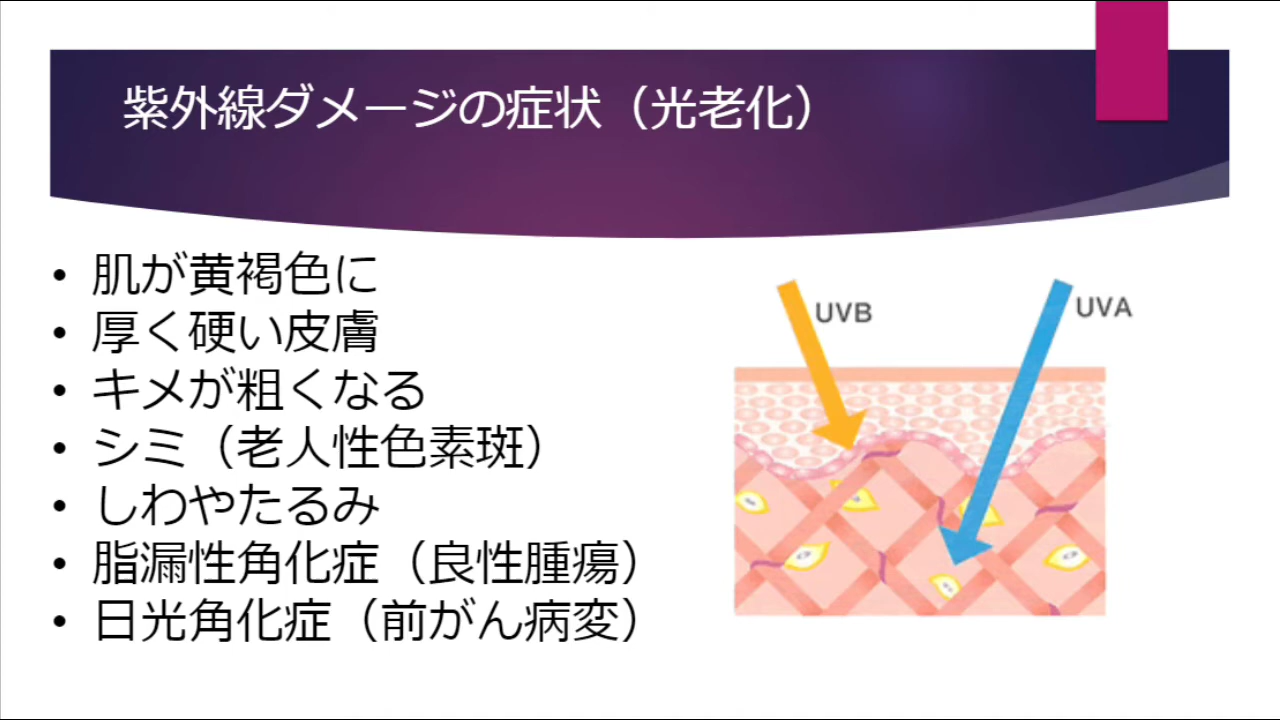 紫外線ダメージの症状（光老化）
• 肌が黄褐色に
• 厚く硬い皮膚
• キメが粗くなる
• シミ（老人性色素斑）
• しわやたるみ
• 脂漏性角化症（良性腫瘍）
• 日光角化症（前がん病変）
UVB
UVA